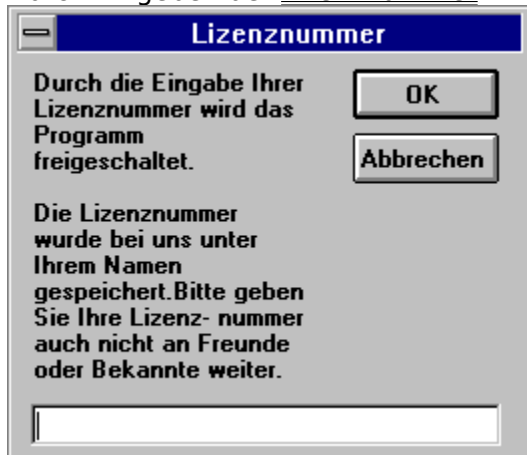 Lizenznummer
Durch die Eingabe Ihrer
Lizenznummer wird das
Programm
freigeschaltet.
OK
Abbrechen
Die Lizenznummer
wurde bei uns unter
Ihrem Namen
gespeichert.Bitte geben
Sie Ihre Lizenz- nummer
auch nicht an Freunde
oder Bekannte weiter.